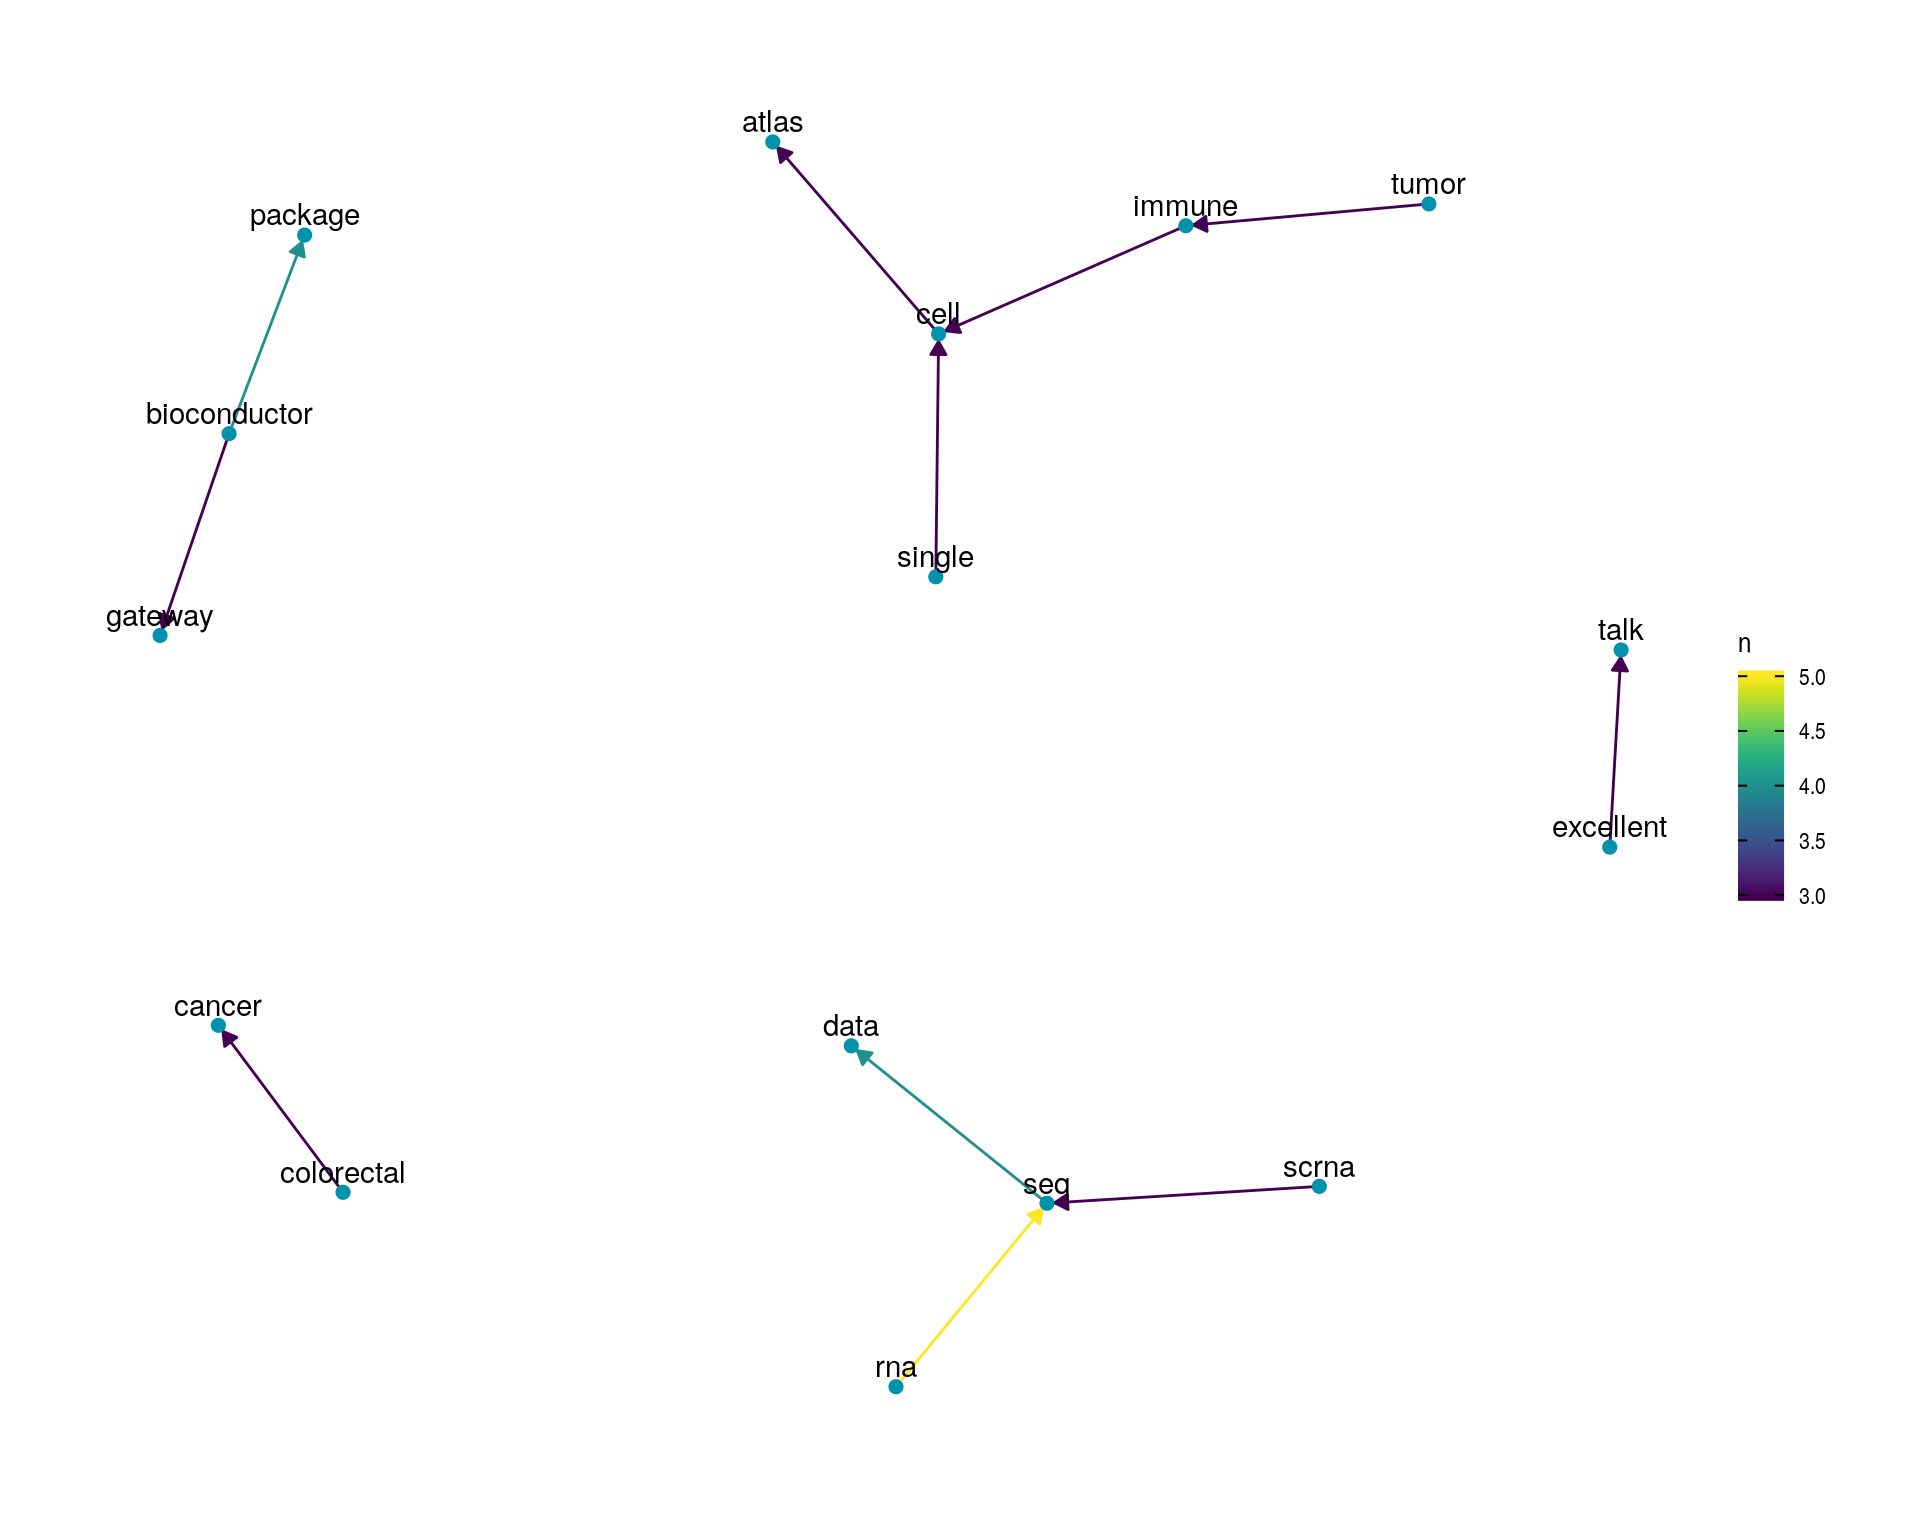 atlas
tumor
immune
package
cell
bioconductor
single
gateway
talk
n
5.0
4.5
4.0
3.5
3.0
excellent
cancer
data
colorectal
scrna
seq
rna